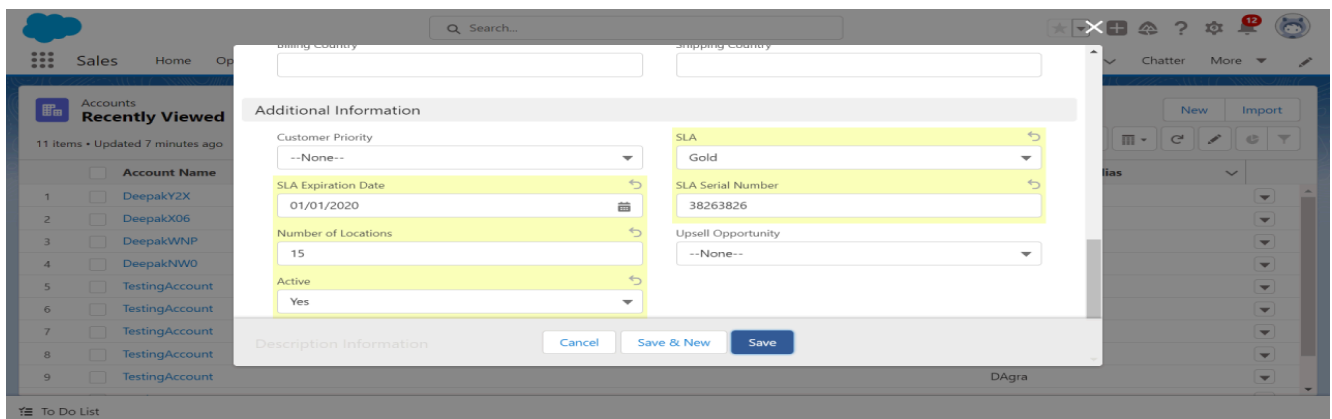 Search...
12
Sales Home Op
Chatter More
Billing Country Shipping Country
Accounts
Recently Viewed
New Import
11 items • Updated 7 minutes ago
Additional Information
Customer Priority SLA
--None-- Gold
Account Name
SLA Expiration Date SLA Serial Number
1 DeepakY2X
01/01/2020 38263826
2 DeepakX06
Number of Locations Upsell Opportunity
3 DeepakWNP
15 --None--
4 DeepakNW0
Active
5 TestingAccount
Yes
6 TestingAccount
7 TestingAccount
Description Information Cancel Save & New Save
8 TestingAccount
9 TestingAccount DAgra
To Do List